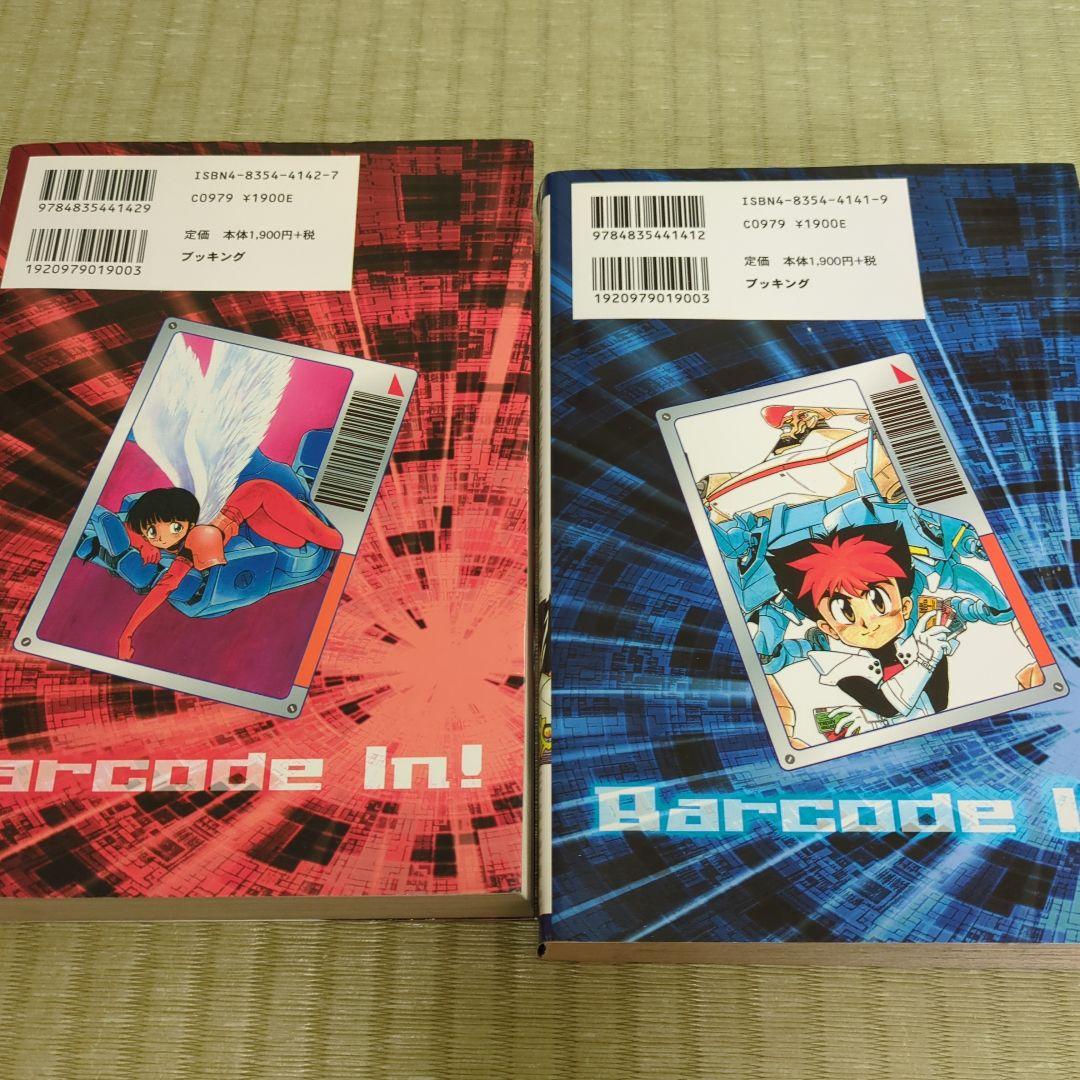 ISBN4-8354-4142-7
C0979 ¥1900E
9784835441429
定価 本体1,900円+税
1920979019003
ブッキング
arcode In!
ISBN4-8354-4141-9
C0979 ¥1900E
9784835441412
定価 本体1,900円+税
1920979019003
ブッキング
Barcode I